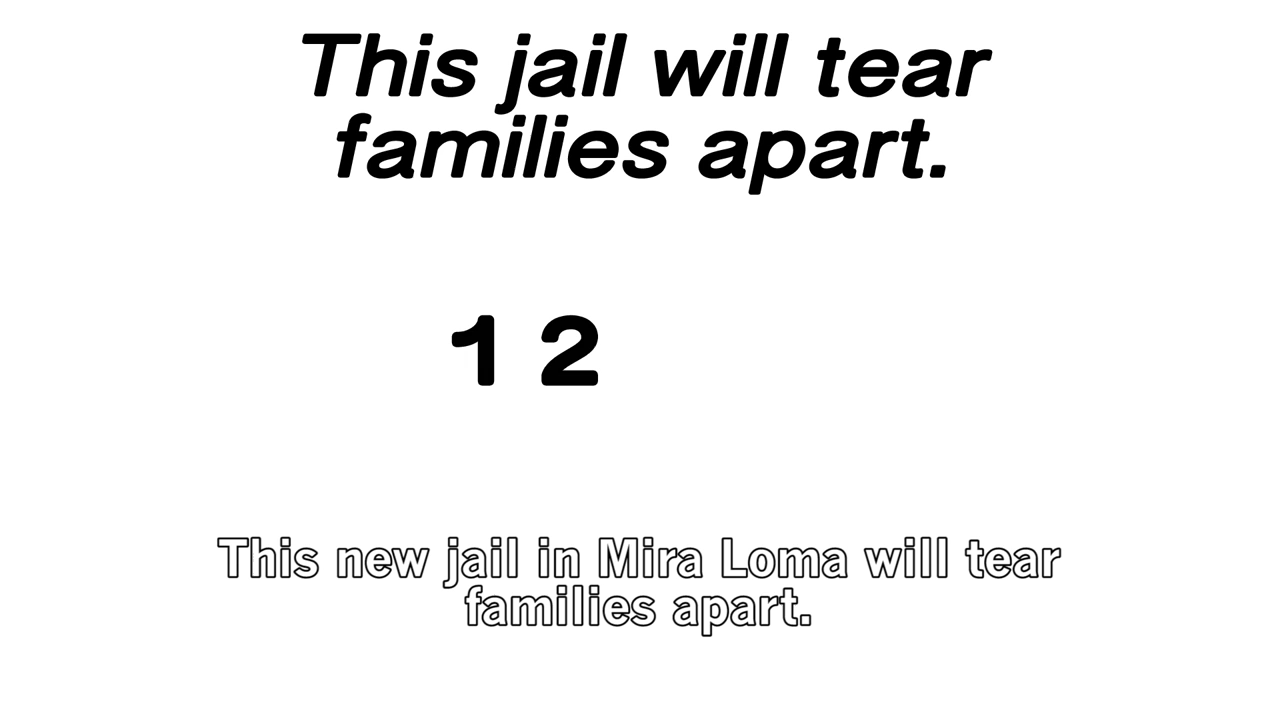 This jail will tear
families apart.
1 2
This new jail in Mira Loma will tear
families apart.